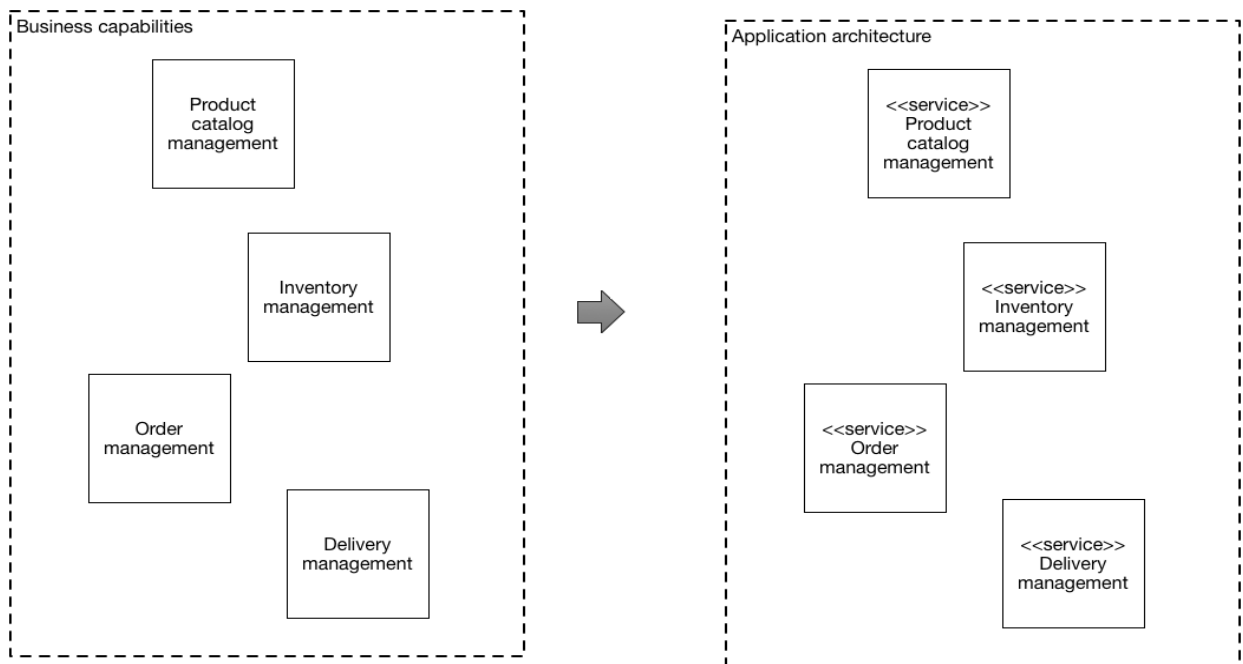 Business capabilities
Product
catalog
management
Inventory
management
Order
management
Delivery
management
Application architecture
<<service>>
Product
catalog
management
<<service>>
Inventory
management
<<service>>
Order
management
<<service>>
Delivery
management